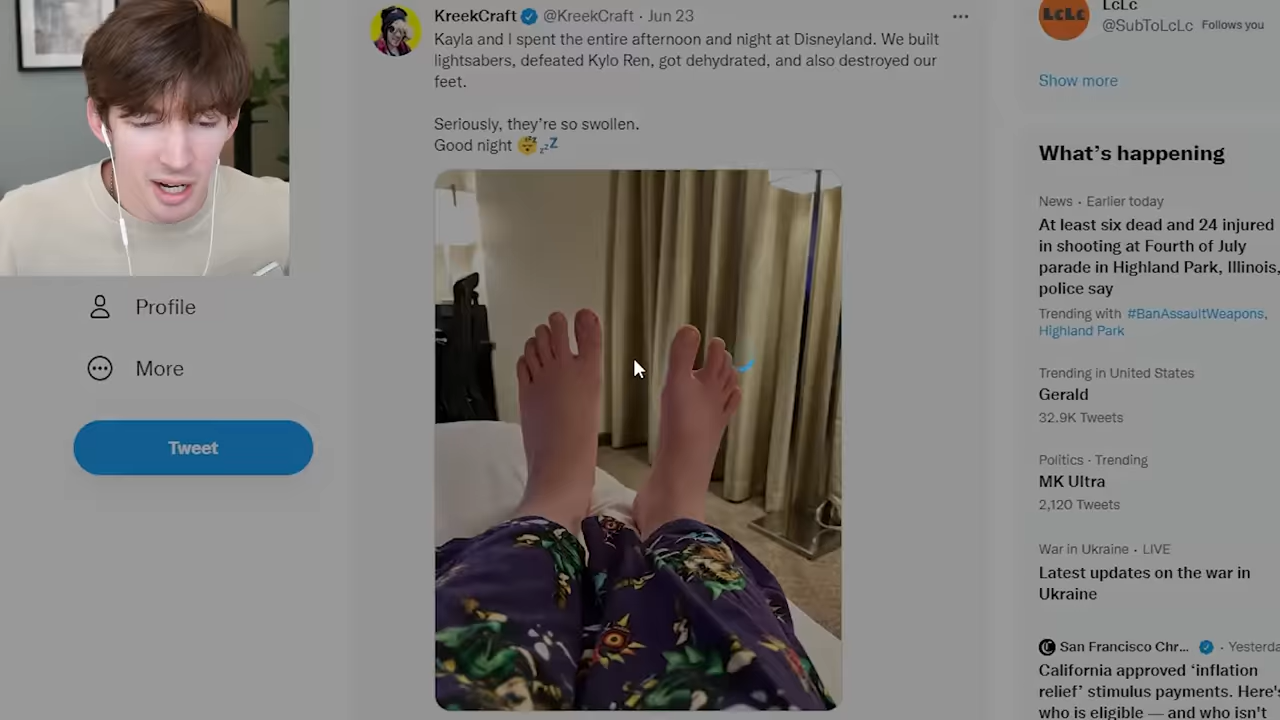 KreekCraft @KreekCraft · Jun 23
Kayla and I spent the entire afternoon and night at Disneyland. We built
lightsabers, defeated Kylo Ren, got dehydrated, and also destroyed our
feet.
Seriously, they're so swollen.
Good night 😴💤
Profile
More
Tweet
LcLc
LcLc
@SubToLcLc Follows you
Show more
What's happening
News · Earlier today
At least six dead and 24 injured
in shooting at Fourth of July
parade in Highland Park, Illinois,
police say
Trending with #BanAssaultWeapons,
Highland Park
Trending in United States
Gerald
32.9K Tweets
Politics · Trending
MK Ultra
2,120 Tweets
War in Ukraine · LIVE
Latest updates on the war in
Ukraine
San Francisco Chr... · Yesterda
California approved ‘inflation
relief’ stimulus payments. Here's
who is eligible — and who isn't